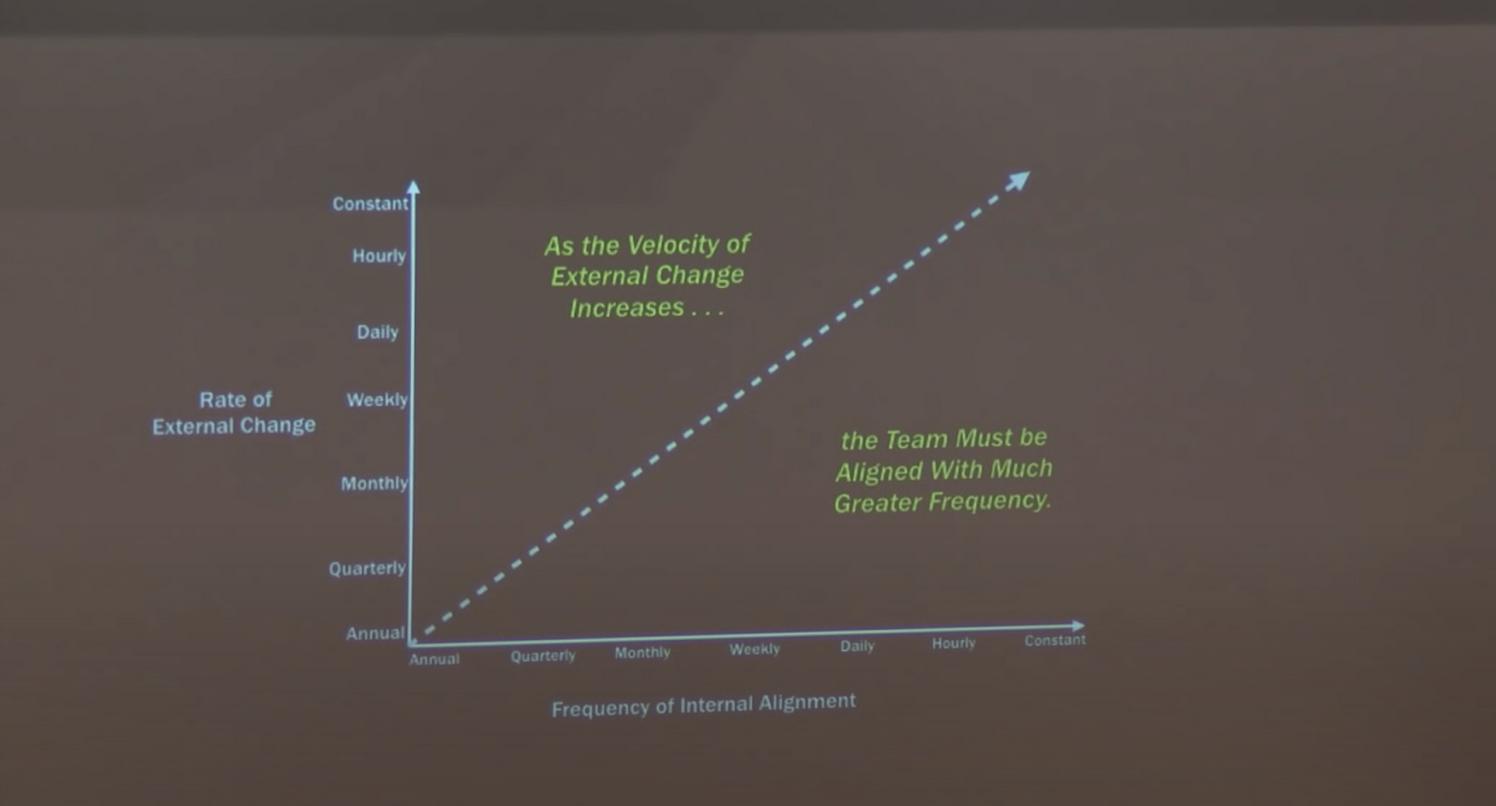 Constant
Hourly
Daily
Weekly
Monthly
Quarterly
Annual
Rate of
External Change
As the Velocity of
External Change
Increases . . .
the Team Must be
Aligned With Much
Greater Frequency.
Annual Quarterly Monthly Weekly Daily Hourly Constant
Frequency of Internal Alignment